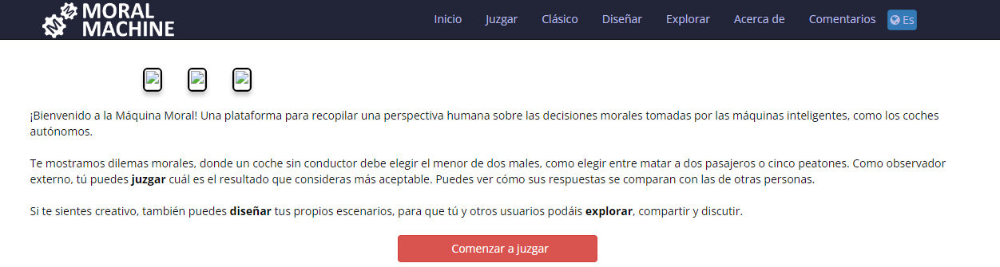 MORAL
MACHINE
Inicio Juzgar Clásico Diseñar Explorar Acerca de Comentarios Es
¡Bienvenido a la Máquina Moral! Una plataforma para recopilar una perspectiva humana sobre las decisiones morales tomadas por las máquinas inteligentes, como los coches
autónomos.
Te mostramos dilemas morales, donde un coche sin conductor debe elegir el menor de dos males, como elegir entre matar a dos pasajeros o cinco peatones. Como observador
externo, tú puedes juzgar cuál es el resultado que consideras más aceptable. Puedes ver cómo sus respuestas se comparan con las de otras personas.
Si te sientes creativo, también puedes diseñar tus propios escenarios, para que tú y otros usuarios podáis explorar, compartir y discutir.
Comenzar a juzgar